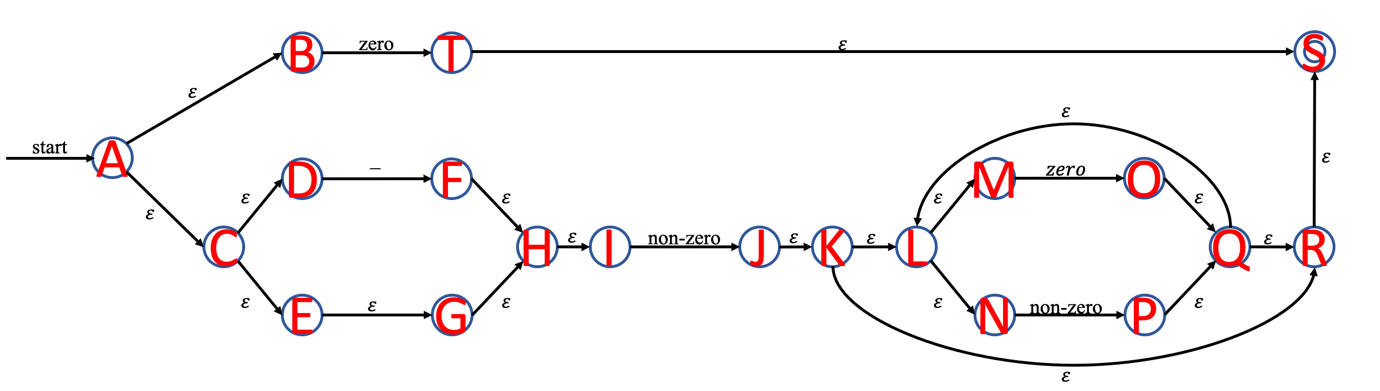 ε
B zero T ε S
ε
start A
ε
D – F
ε
ε
M zero O
ε
ε
C
H ε I non-zero J ε K ε L
Q ε R
ε
ε
E ε G
ε
ε
N non-zero P
ε
ε
ε